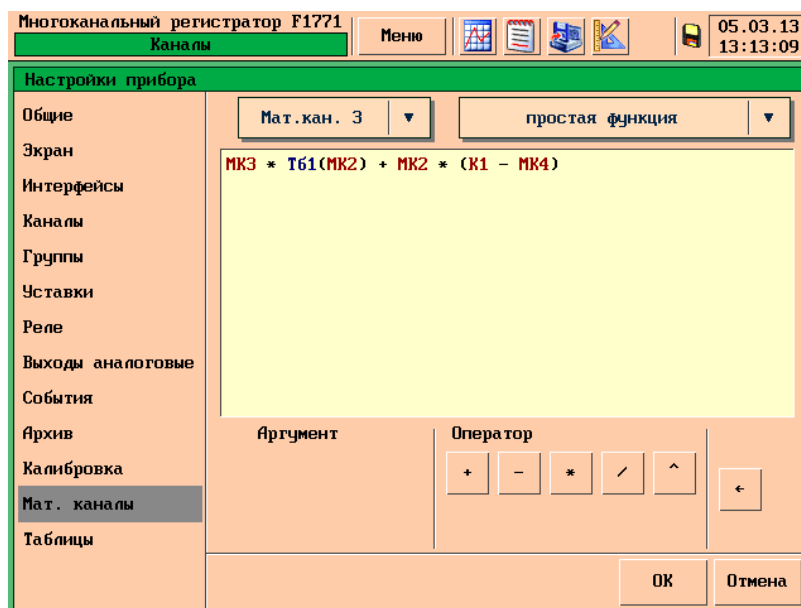 Многоканальный регистратор F1771
Каналы
Меню
05.03.13
13:13:09
Настройки прибора
Общие
Экран
Интерфейсы
Каналы
Группы
Уставки
Реле
Выходы аналоговые
События
Архив
Калибровка
Мат. каналы
Таблицы
Мат.кан. 3 ▼
простая функция ▼
МК3 * Тб1(МК2) + МК2 * (К1 - МК4)
Аргумент
Оператор
+ - * / ^
←
ОК
Отмена